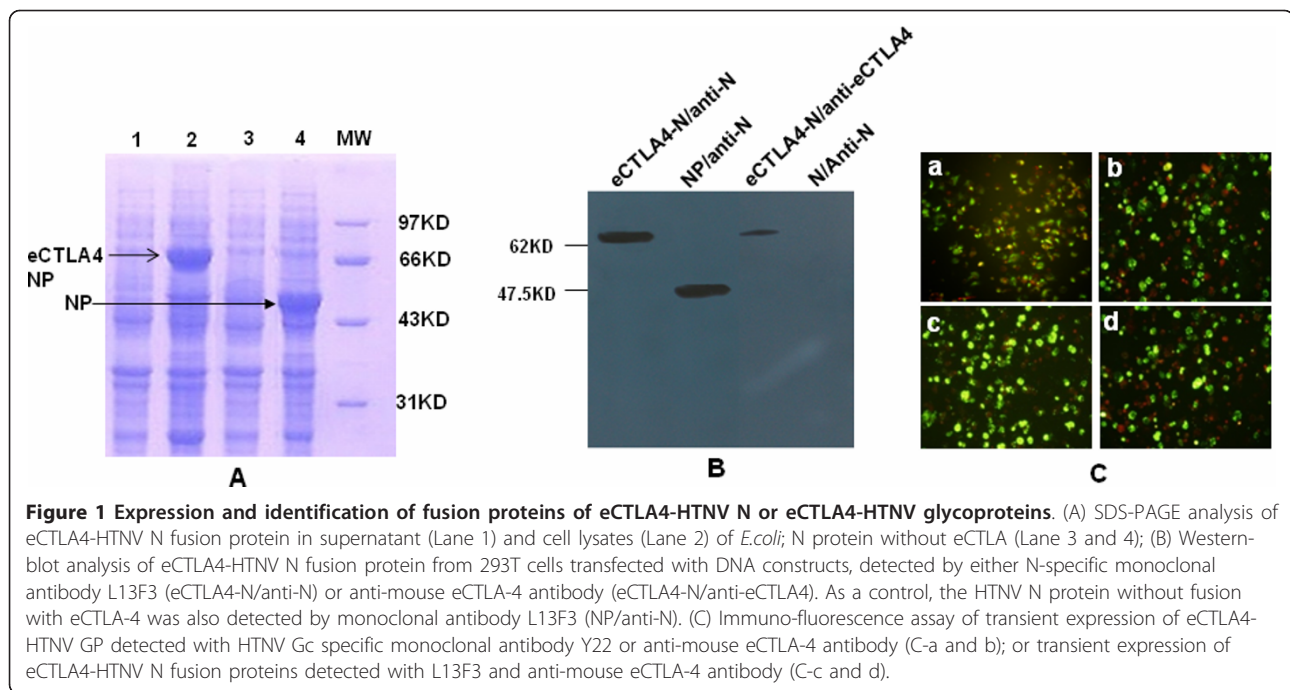 1 2 3 4 MW
eCTLA4
NP
NP
97KD
66KD
43KD
31KD
A
eCTLA4-N/anti-N
NP/anti-N
eCTLA4-N/anti-eCTLA4
N/Anti-N
62KD
47.5KD
B
a
b
c
d
C
Figure 1 Expression and identification of fusion proteins of eCTLA4-HTNV N or eCTLA4-HTNV glycoproteins. (A) SDS-PAGE analysis of
eCTLA4-HTNV N fusion protein in supernatant (Lane 1) and cell lysates (Lane 2) of E.coli; N protein without eCTLA (Lane 3 and 4); (B) Western-
blot analysis of eCTLA4-HTNV N fusion protein from 293T cells transfected with DNA constructs, detected by either N-specific monoclonal
antibody L13F3 (eCTLA4-N/anti-N) or anti-mouse eCTLA-4 antibody (eCTLA4-N/anti-eCTLA4). As a control, the HTNV N protein without fusion
with eCTLA-4 was also detected by monoclonal antibody L13F3 (NP/anti-N). (C) Immuno-fluorescence assay of transient expression of eCTLA4-
HTNV GP detected with HTNV Gc specific monoclonal antibody Y22 or anti-mouse eCTLA-4 antibody (C-a and b); or transient expression of
eCTLA4-HTNV N fusion proteins detected with L13F3 and anti-mouse eCTLA-4 antibody (C-c and d).